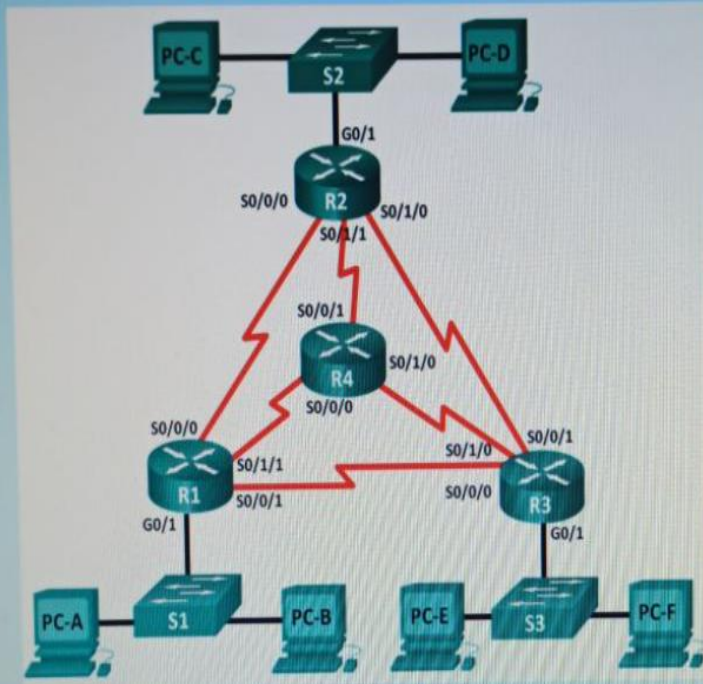 PC-C
S2
PC-D
G0/1
S0/0/0
R2
S0/1/0
S0/1/1
S0/0/1
R4
S0/1/0
S0/0/0
S0/0/0
S0/1/1
S0/1/0
S0/0/1
R1
S0/0/1
S0/0/0
R3
G0/1
G0/1
PC-A
S1
PC-B
PC-E
S3
PC-F